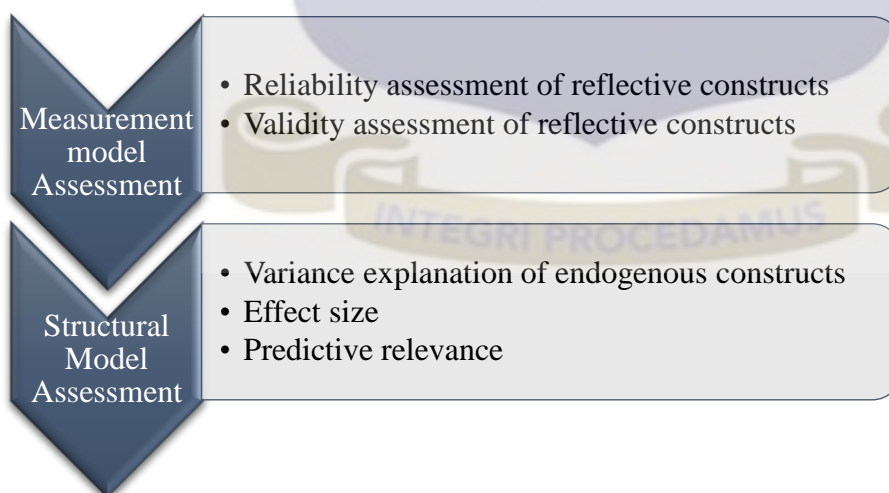 Measurement
model
Assessment
• Reliability assessment of reflective constructs
• Validity assessment of reflective constructs
INTEGRI PROCEDAMUS
Structural
Model
Assessment
• Variance explanation of endogenous constructs
• Effect size
• Predictive relevance